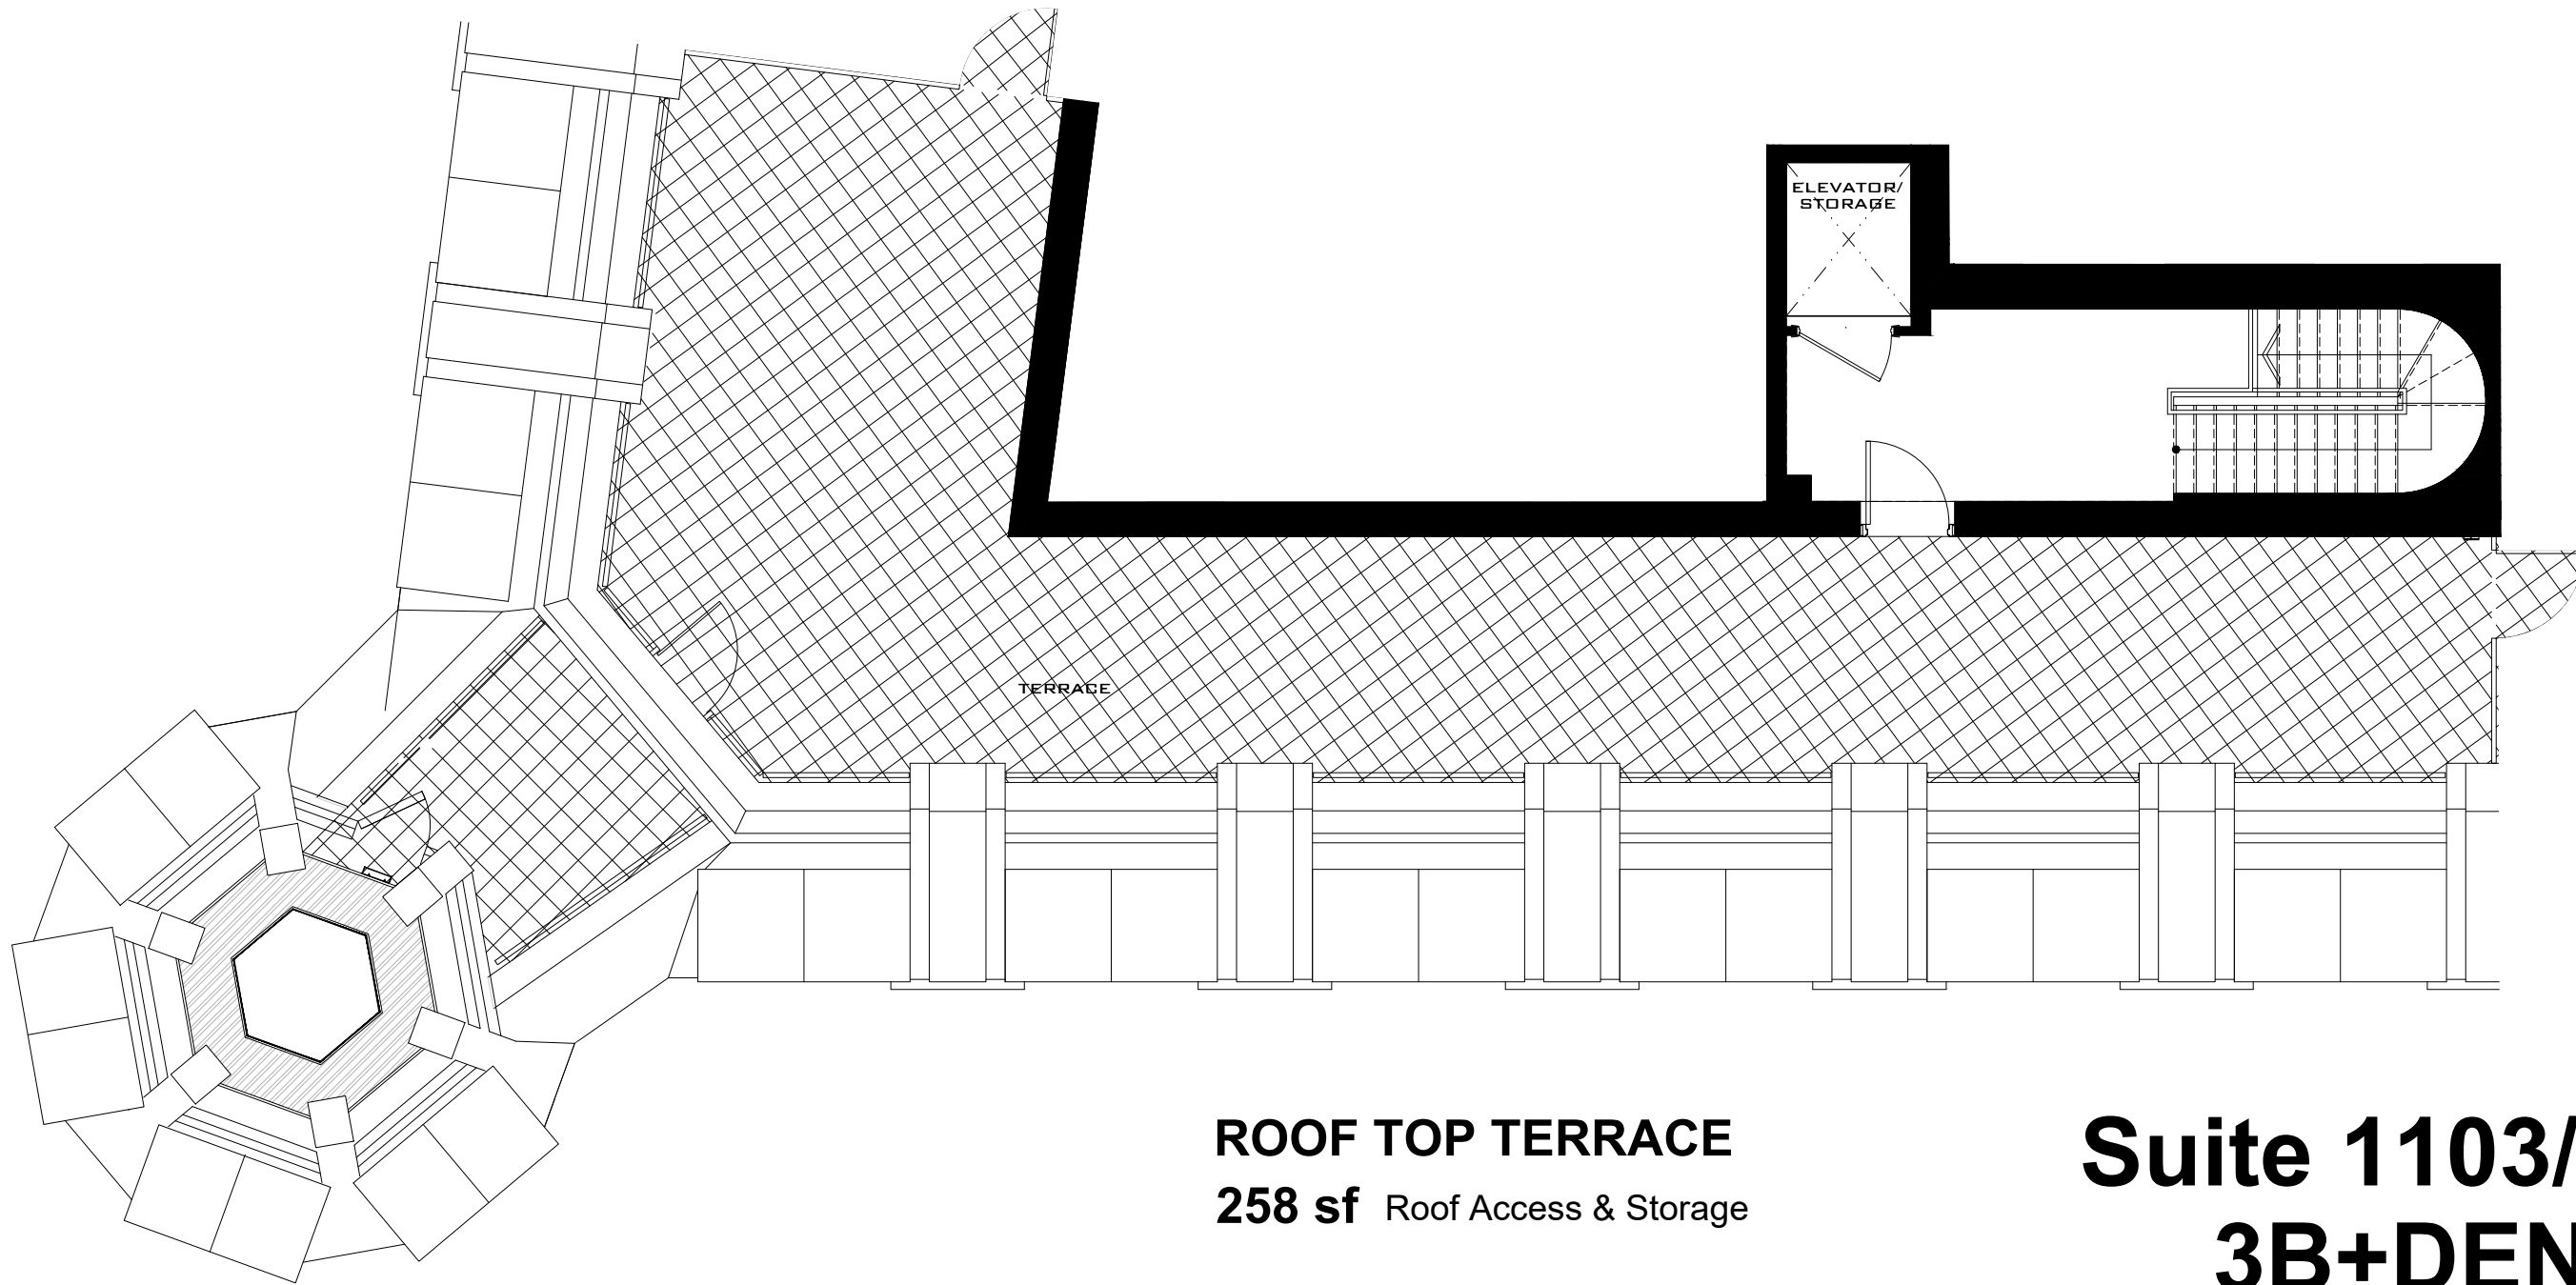 ELEVATOR/
STORAGE
TERRACE
ROOF TOP TERRACE
258 sf Roof Access & Storage
Suite 1103/
3B+DEN